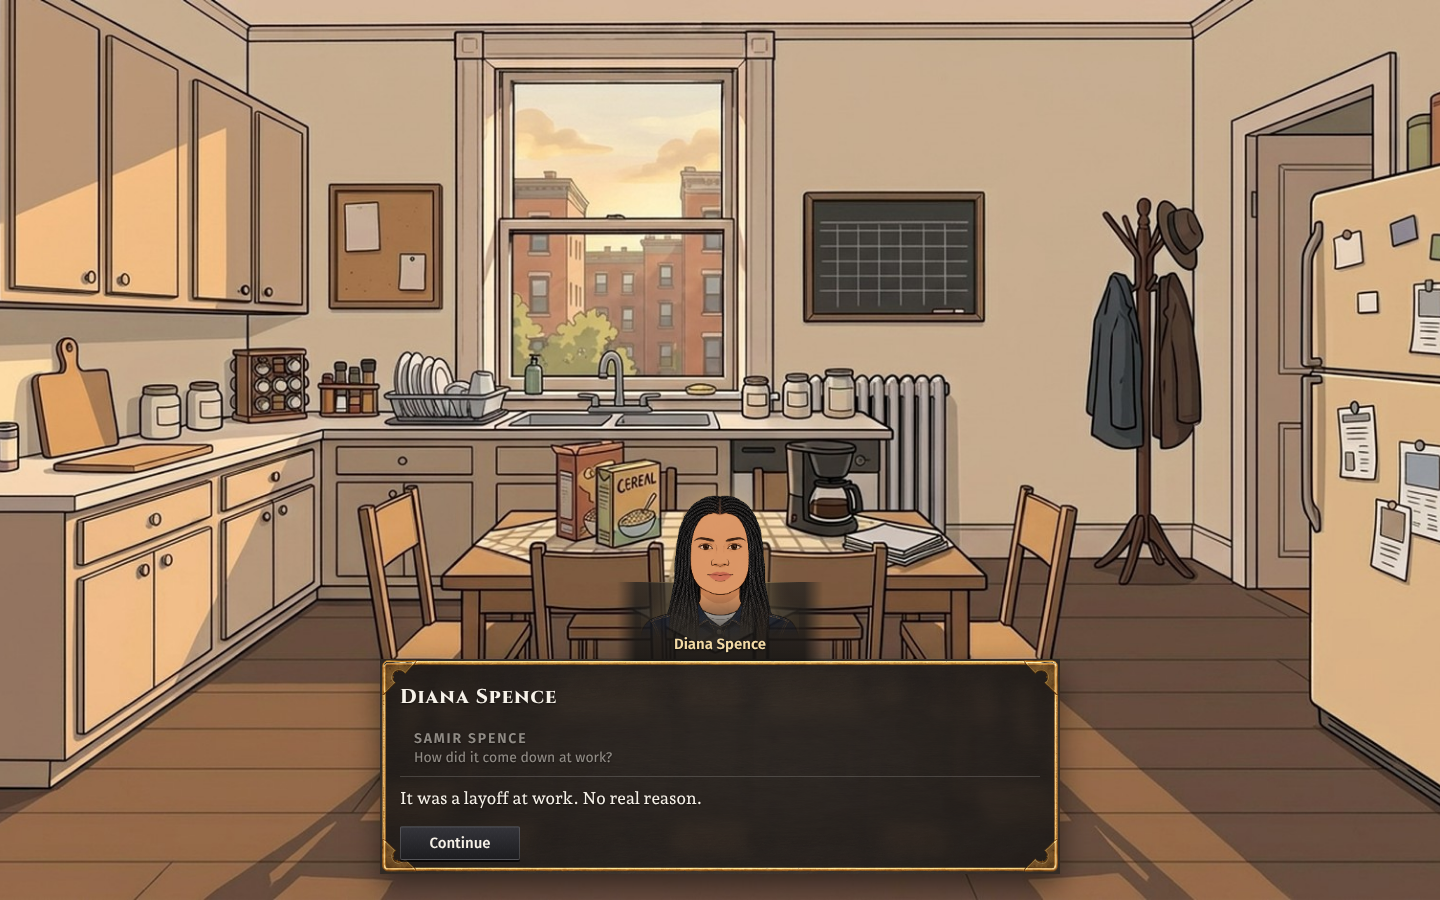 CEREAL
Diana Spence
DIANA SPENCE
SAMIR SPENCE
How did it come down at work?
It was a layoff at work. No real reason.
Continue